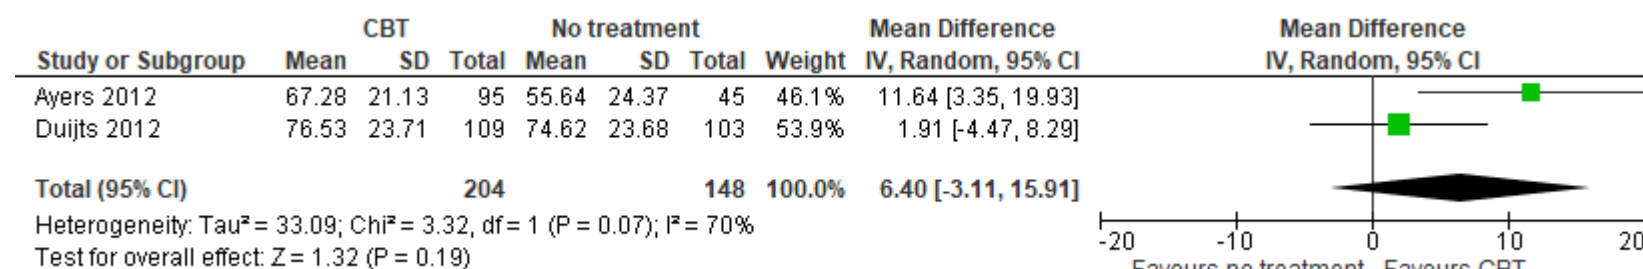 CBT No treatment Mean Difference Mean Difference
Study or Subgroup Mean SD Total Mean SD Total Weight IV, Random, 95% CI IV, Random, 95% CI
Ayers 2012 67.28 21.13 95 55.64 24.37 45 46.1% 11.64 [3.35, 19.93]
Duijts 2012 76.53 23.71 109 74.62 23.68 103 53.9% 1.91 [-4.47, 8.29]
Total (95% CI) 204 148 100.0% 6.40 [-3.11, 15.91]
Heterogeneity: Tau² = 33.09; Chi² = 3.32, df = 1 (P = 0.07); I² = 70%
Test for overall effect: Z = 1.32 (P = 0.19)
-20 -10 0 10 20
Favours no treatment Favours CBT